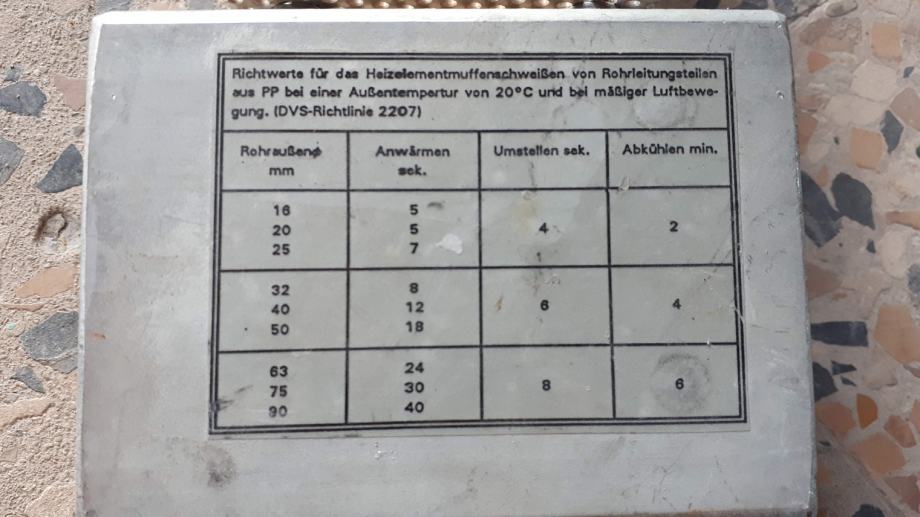 Richtwerte für das Heizelementmuffenschweißen von Rohrleitungsteilen
aus PP bei einer Außentempertur von 20°C und bei mäßiger Luftbewe-
gung. (DVS-Richtlinie 2207)
Rohraußenø Anwärmen Umstellen sek. Abkühlen min.
mm sek.
16 5
20 5 4 2
25 7
32 8
40 12 6 4
50 18
63 24
75 30 8 6
90 40